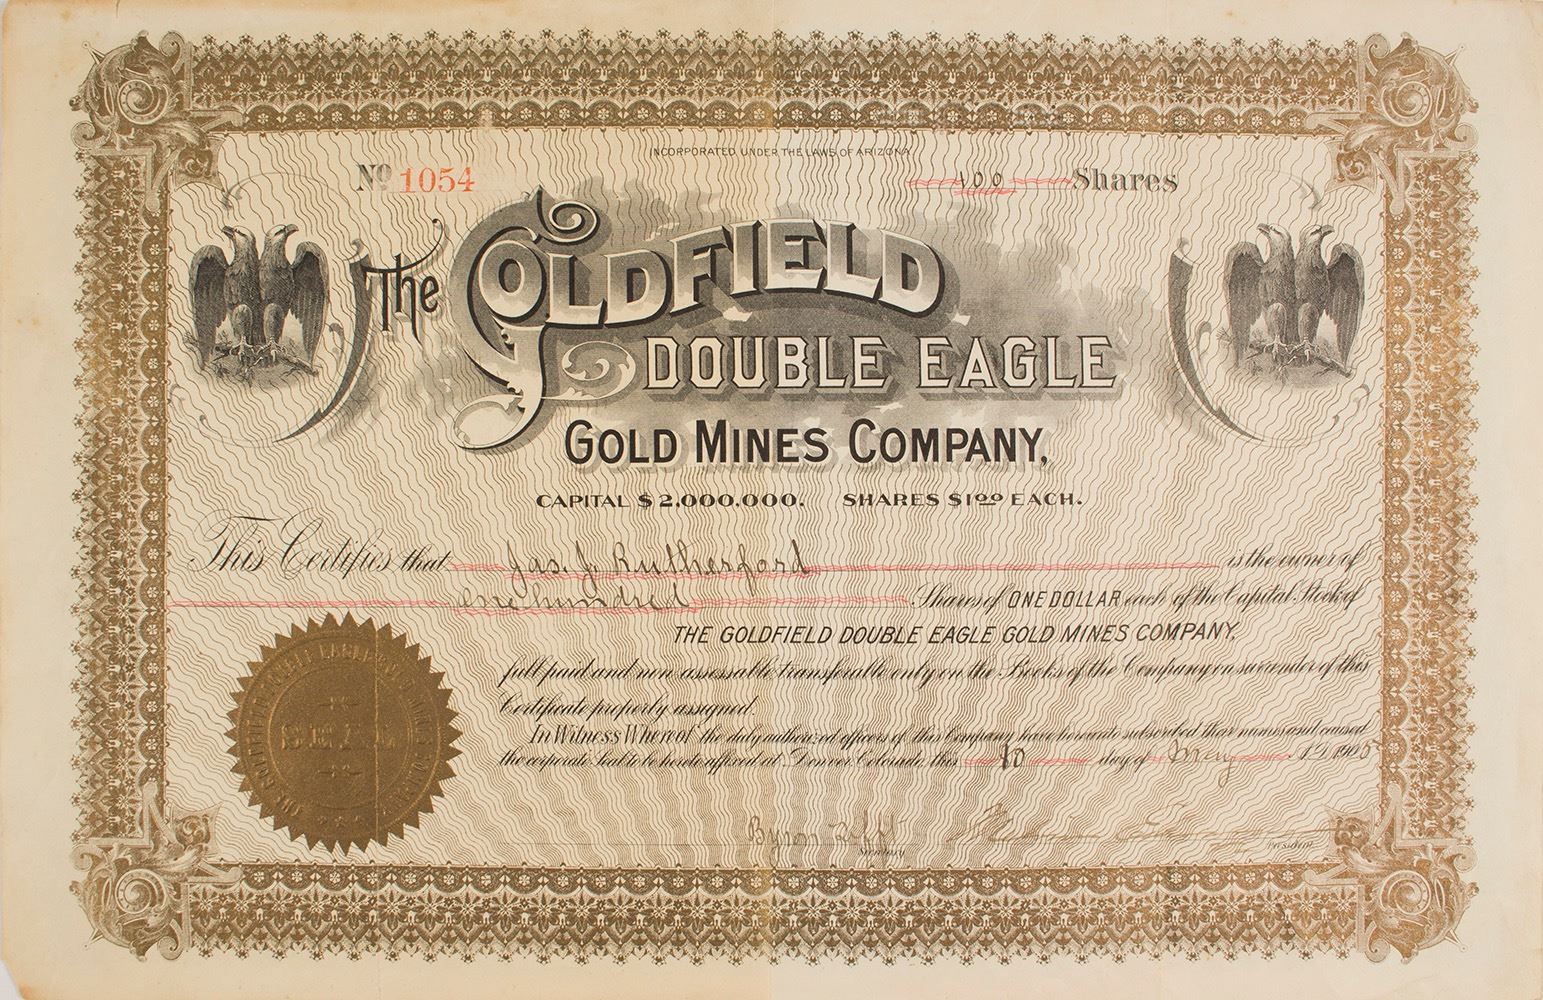 INCORPORATED UNDER THE LAWS OF ARIZONA
No 1054 100 Shares
The GOLDFIELD
DOUBLE EAGLE
GOLD MINES COMPANY,
CAPITAL $2,000,000. SHARES $1.00 EACH.
This Certifies that Jas. J. Rutherford is the owner of
one hundred Shares of ONE DOLLAR each of the Capital Stock of
THE GOLDFIELD DOUBLE EAGLE GOLD MINES COMPANY,
full paid and non assessable transferable only on the Books of the Company on surrender of this
Certificate properly assigned.
In Witness Whereof the duly authorized officers of this Company have hereunto subscribed their names and caused
the corporate Seal to be hereto affixed at Denver Colorado this 10 day of May A.D. 1905
Byron
Secretary President
SEAL